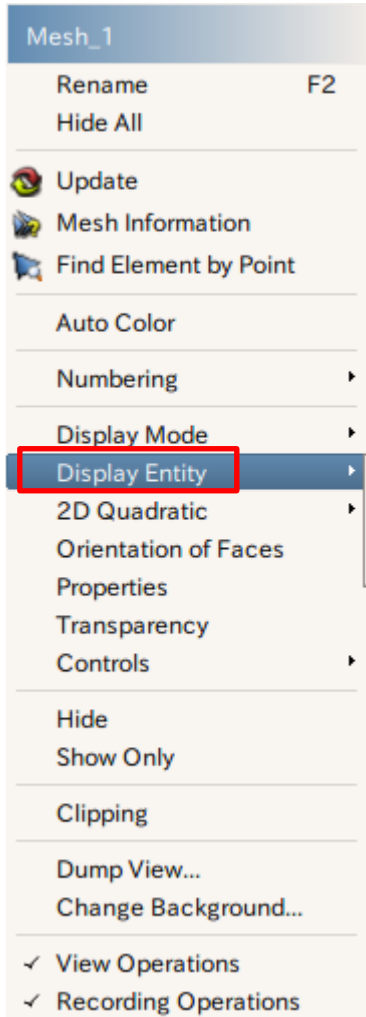 Mesh_1
Rename F2
Hide All
Update
Mesh Information
Find Element by Point
Auto Color
Numbering
Display Mode
Display Entity
2D Quadratic
Orientation of Faces
Properties
Transparency
Controls
Hide
Show Only
Clipping
Dump View...
Change Background...
View Operations
Recording Operations